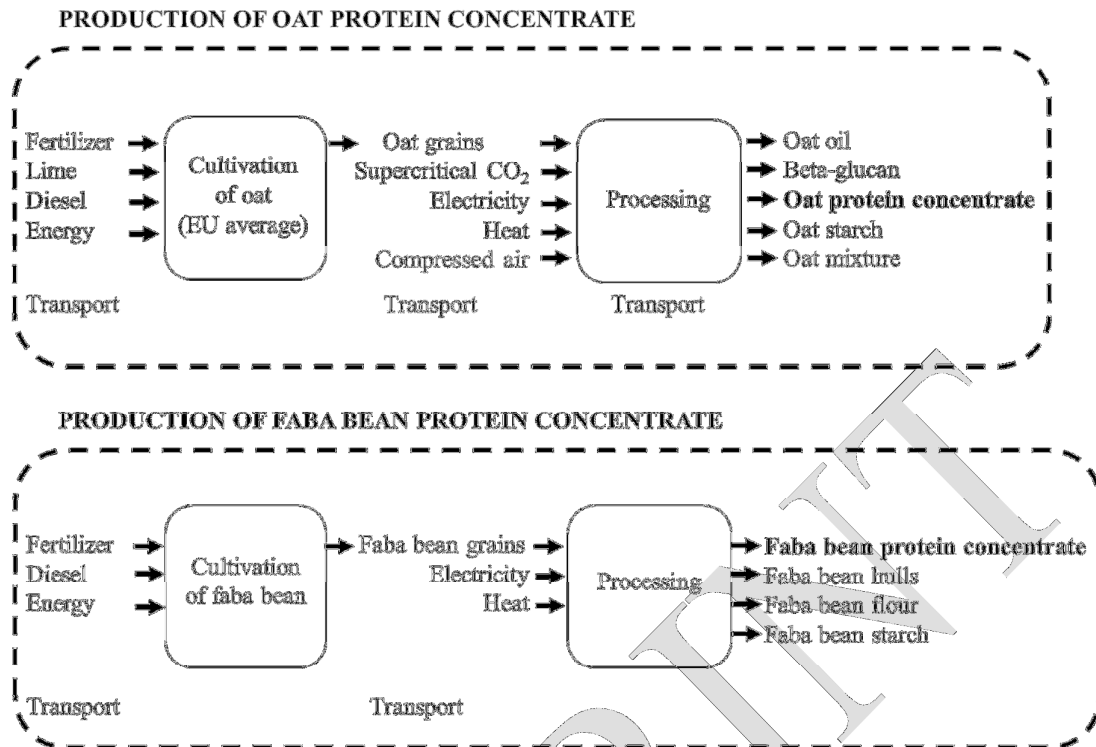 PRODUCTION OF OAT PROTEIN CONCENTRATE
Fertilizer
Lime
Diesel
Energy
Transport
Cultivation
of oat
(EU average)
Oat grains
Supercritical CO₂
Electricity
Heat
Compressed air
Transport
Processing
Transport
Oat oil
Beta-glucan
Oat protein concentrate
Oat starch
Oat mixture
PRODUCTION OF FABA BEAN PROTEIN CONCENTRATE
Fertilizer
Diesel
Energy
Transport
Cultivation
of faba bean
Faba bean grains
Electricity
Heat
Transport
Processing
Faba bean protein concentrate
Faba bean hulls
Faba bean flour
Faba bean starch